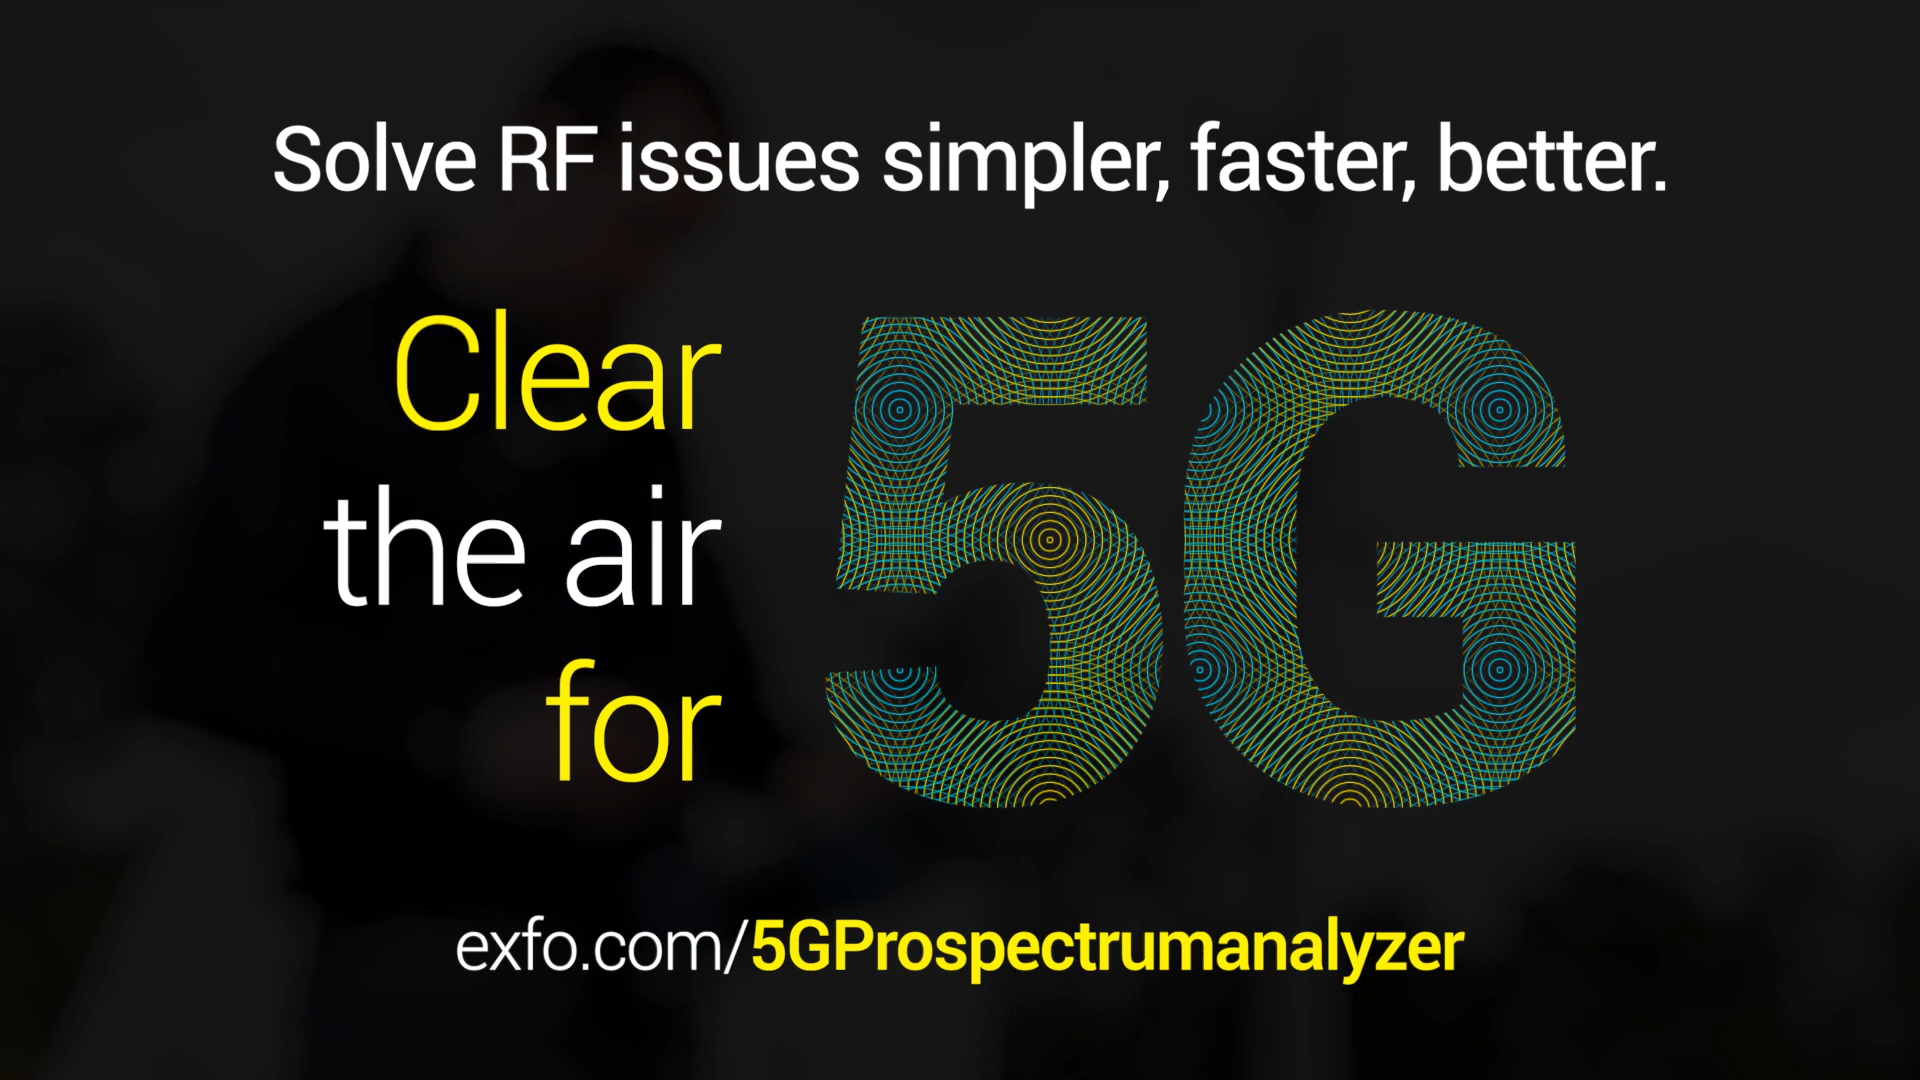 Solve RF issues simpler, faster, better.
Clear
the air
for
5G
exfo.com/5GProspectrumanalyzer